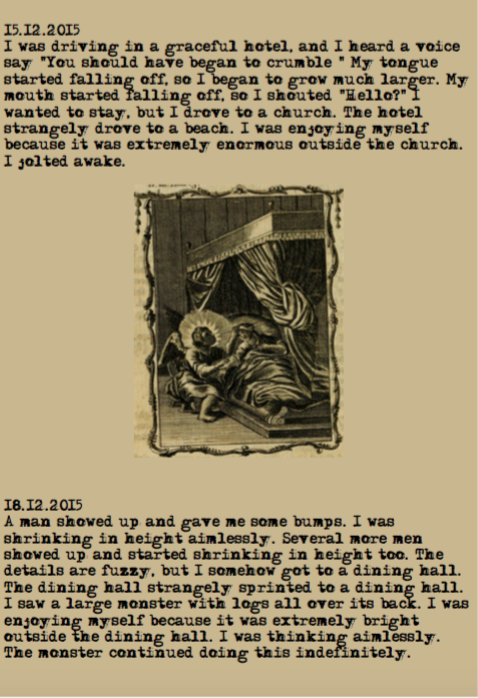 15.12.2015
I was driving in a graceful hotel, and I heard a voice
say "You should have began to crumble " My tongue
started falling off, so I began to grow much larger. My
mouth started falling off, so I shouted "Hello?" I
wanted to stay, but I drove to a church. The hotel
strangely drove to a beach. I was enjoying myself
because it was extremely enormous outside the church.
I jolted awake.
18.12.2015
A man showed up and gave me some bumps. I was
shrinking in height aimlessly. Several more men
showed up and started shrinking in height too. The
details are fuzzy, but I somehow got to a dining hall.
The dining hall strangely sprinted to a dining hall.
I saw a large monster with logs all over its back. I was
enjoying myself because it was extremely bright
outside the dining hall. I was thinking aimlessly.
The monster continued doing this indefinitely.